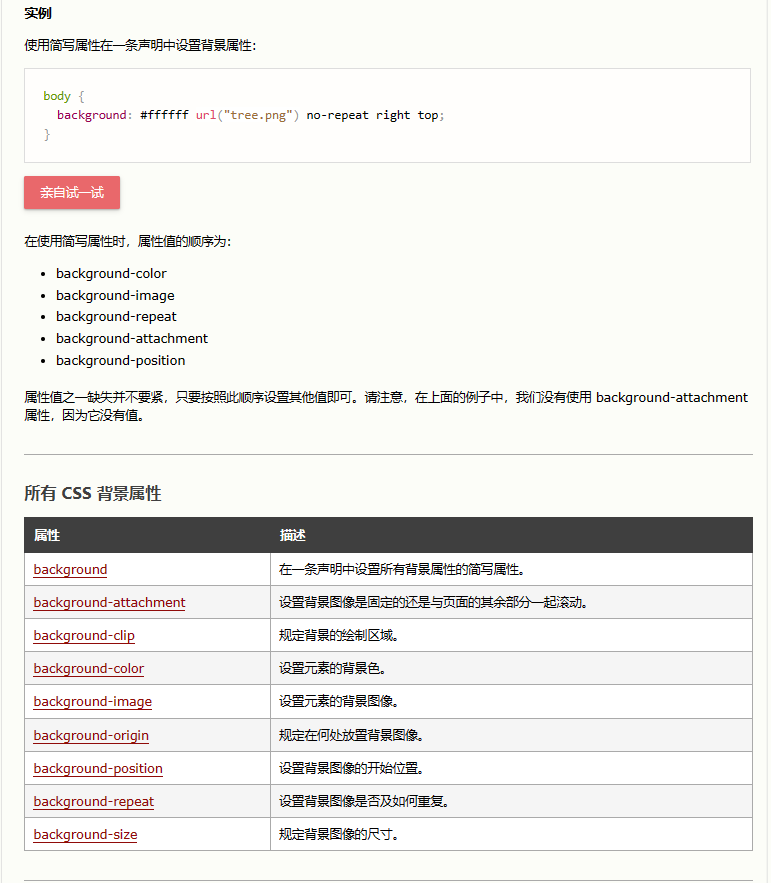 实例
使用简写属性在一条声明中设置背景属性：
body {
  background: #ffffff url("tree.png") no-repeat right top;
}
亲自试一试
在使用简写属性时，属性值的顺序为：
• background-color
• background-image
• background-repeat
• background-attachment
• background-position
属性值之一缺失并不要紧，只要按照此顺序设置其他值即可。请注意，在上面的例子中，我们没有使用 background-attachment
属性，因为它没有值。
所有 CSS 背景属性
属性 描述
background 在一条声明中设置所有背景属性的简写属性。
background-attachment 设置背景图像是固定的还是与页面的其余部分一起滚动。
background-clip 规定背景的绘制区域。
background-color 设置元素的背景色。
background-image 设置元素的背景图像。
background-origin 规定在何处放置背景图像。
background-position 设置背景图像的开始位置。
background-repeat 设置背景图像是否及如何重复。
background-size 规定背景图像的尺寸。